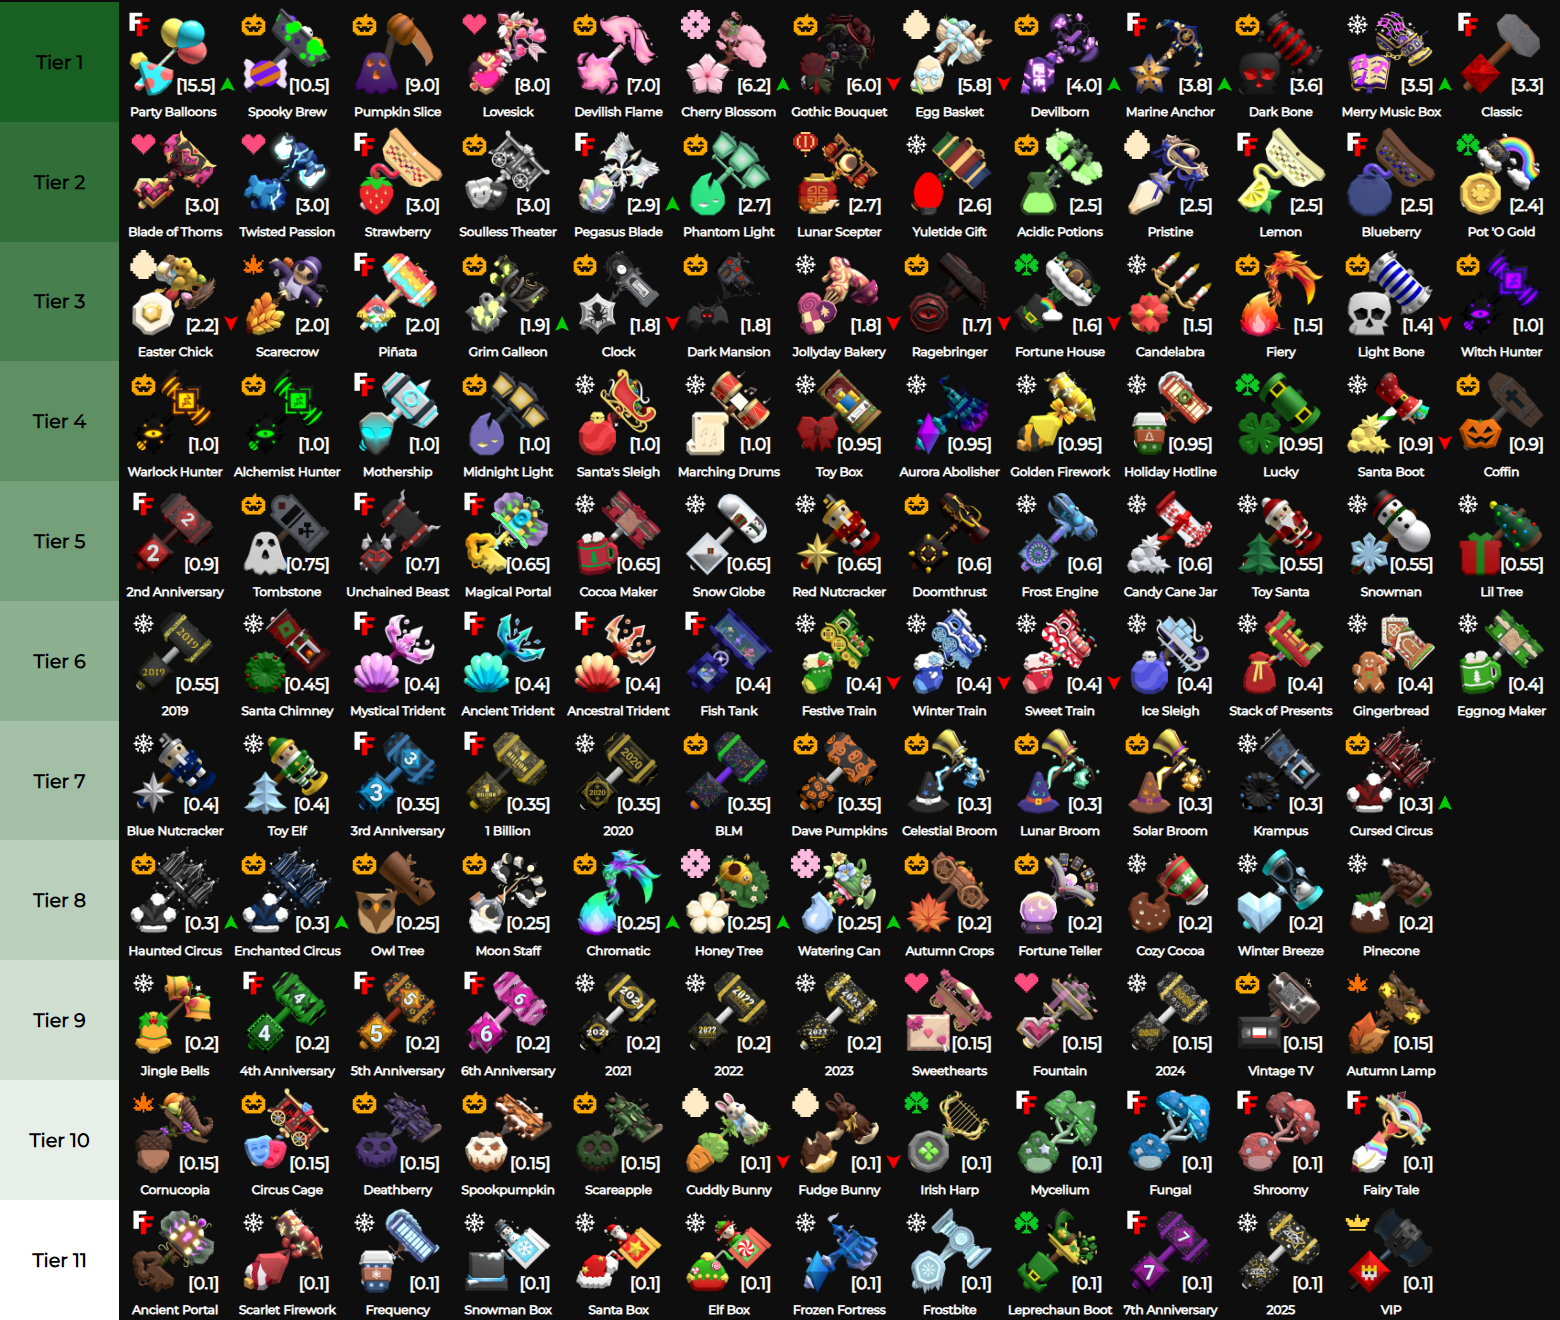 Tier 1
[15.5] [10.5] [9.0] [8.0] [7.0] [6.2] [6.0] [5.8] [4.0] [3.8] [3.6] [3.5] [3.3]
Party Balloons Spooky Brew Pumpkin Slice Lovesick Devilish Flame Cherry Blossom Gothic Bouquet Egg Basket Devilborn Marine Anchor Dark Bone Merry Music Box Classic
Tier 2
[3.0] [3.0] [3.0] [3.0] [2.9] [2.7] [2.7] [2.6] [2.5] [2.5] [2.5] [2.5] [2.4]
Blade of Thorns Twisted Passion Strawberry Soulless Theater Pegasus Blade Phantom Light Lunar Scepter Yuletide Gift Acidic Potions Pristine Lemon Blueberry Pot 'O Gold
Tier 3
[2.2] [2.0] [2.0] [1.9] [1.8] [1.8] [1.8] [1.7] [1.6] [1.5] [1.5] [1.4] [1.0]
Easter Chick Scarecrow Piñata Grim Galleon Clock Dark Mansion Jollyday Bakery Ragebringer Fortune House Candelabra Fiery Light Bone Witch Hunter
Tier 4
[1.0] [1.0] [1.0] [1.0] [1.0] [1.0] [0.95] [0.95] [0.95] [0.95] [0.95] [0.9] [0.9]
Warlock Hunter Alchemist Hunter Mothership Midnight Light Santa's Sleigh Marching Drums Toy Box Aurora Abolisher Golden Firework Holiday Hotline Lucky Santa Boot Coffin
Tier 5
2 2 [0.9] [0.75] [0.7] [0.65] [0.65] [0.65] [0.65] [0.6] [0.6] [0.6] [0.55] [0.55] [0.55]
2nd Anniversary Tombstone Unchained Beast Magical Portal Cocoa Maker Snow Globe Red Nutcracker Doomthrust Frost Engine Candy Cane Jar Toy Santa Snowman Lil Tree
Tier 6
2019 2019 [0.55] [0.45] [0.4] [0.4] [0.4] [0.4] [0.4] [0.4] [0.4] [0.4] [0.4] [0.4] [0.4]
2019 Santa Chimney Mystical Trident Ancient Trident Ancestral Trident Fish Tank Festive Train Winter Train Sweet Train Ice Sleigh Stack of Presents Gingerbread Eggnog Maker
Tier 7
[0.4] [0.4] 3 3 [0.35] 1 BILLION 1 BILLION [0.35] 2020 2020 [0.35] [0.35] [0.35] [0.3] [0.3] [0.3] [0.3] [0.3]
Blue Nutcracker Toy Elf 3rd Anniversary 1 Billion 2020 BLM Dave Pumpkins Celestial Broom Lunar Broom Solar Broom Krampus Cursed Circus
Tier 8
[0.3] [0.3] [0.25] [0.25] [0.25] [0.25] [0.25] [0.2] [0.2] [0.2] [0.2] [0.2]
Haunted Circus Enchanted Circus Owl Tree Moon Staff Chromatic Honey Tree Watering Can Autumn Crops Fortune Teller Cozy Cocoa Winter Breeze Pinecone
Tier 9
[0.2] 4 4 [0.2] 5 5 [0.2] 6 6 [0.2] 2021 2021 [0.2] 2022 2022 [0.2] 2023 2023 [0.2] [0.15] [0.15] [0.15] [0.15] [0.15]
Jingle Bells 4th Anniversary 5th Anniversary 6th Anniversary 2021 2022 2023 Sweethearts Fountain 2024 Vintage TV Autumn Lamp
Tier 10
[0.15] [0.15] [0.15] [0.15] [0.15] [0.1] [0.1] [0.1] [0.1] [0.1] [0.1] [0.1]
Cornucopia Circus Cage Deathberry Spookpumpkin Scareapple Cuddly Bunny Fudge Bunny Irish Harp Mycelium Fungal Shroomy Fairy Tale
Tier 11
[0.1] [0.1] [0.1] [0.1] [0.1] [0.1] [0.1] [0.1] [0.1] 7 7 [0.1] [0.1] [0.1]
Ancient Portal Scarlet Firework Frequency Snowman Box Santa Box Elf Box Frozen Fortress Frostbite Leprechaun Boot 7th Anniversary 2025 VIP